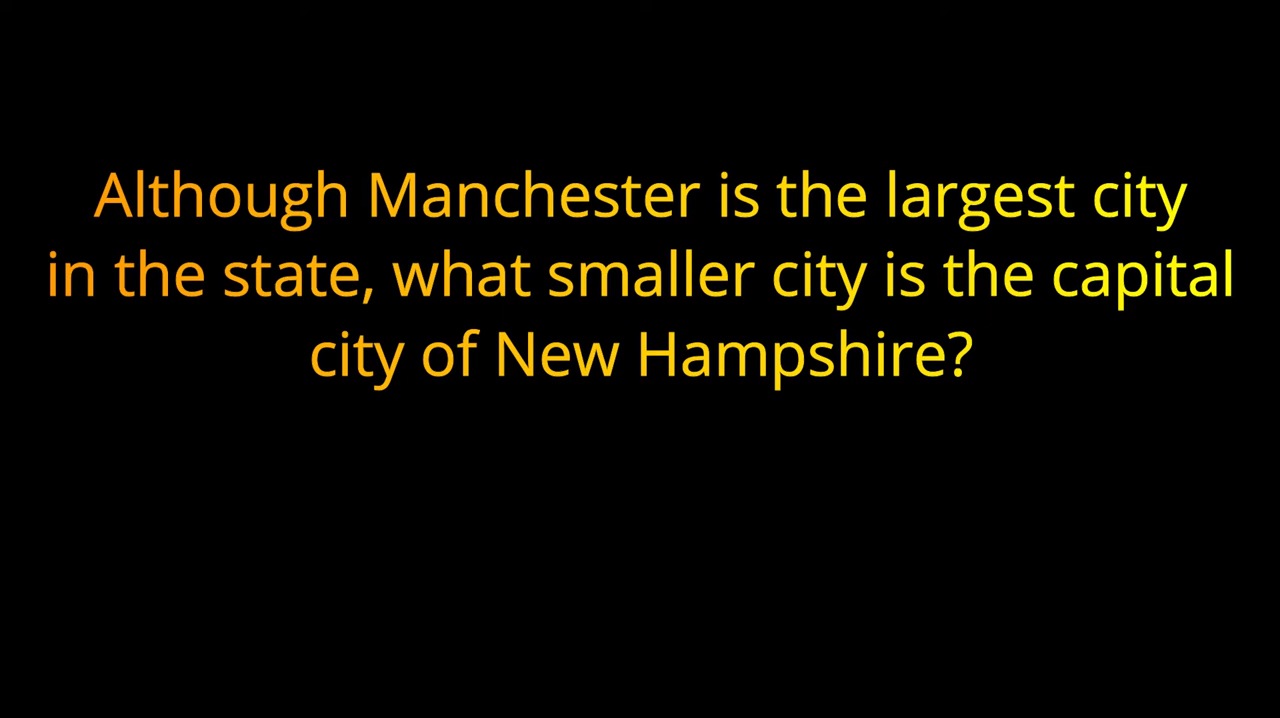 Although Manchester is the largest city
in the state, what smaller city is the capital
city of New Hampshire?